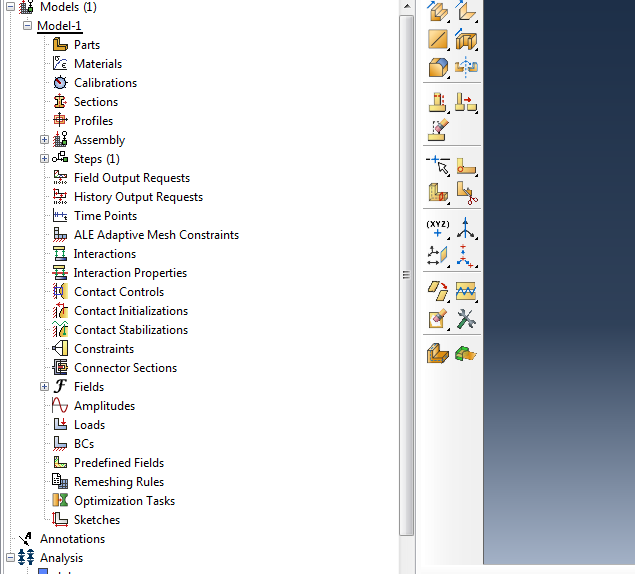 Models (1)
Model-1
Parts
Materials
Calibrations
Sections
Profiles
Assembly
Steps (1)
Field Output Requests
History Output Requests
Time Points
ALE Adaptive Mesh Constraints
Interactions
Interaction Properties
Contact Controls
Contact Initializations
Contact Stabilizations
Constraints
Connector Sections
Fields
Amplitudes
Loads
BCs
Predefined Fields
Remeshing Rules
Optimization Tasks
Sketches
Annotations
Analysis
(XYZ)